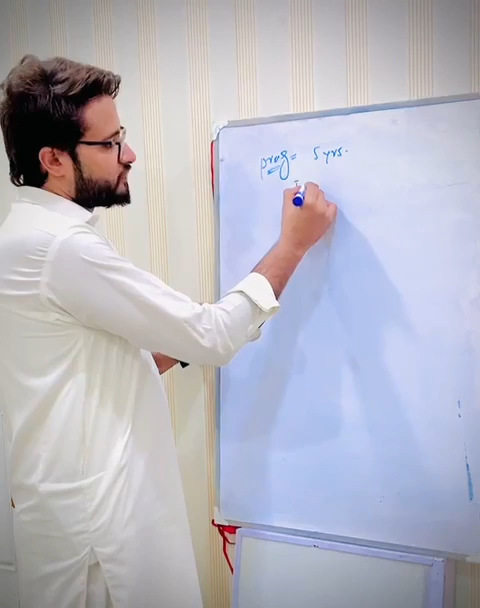 prog = 5 yrs.